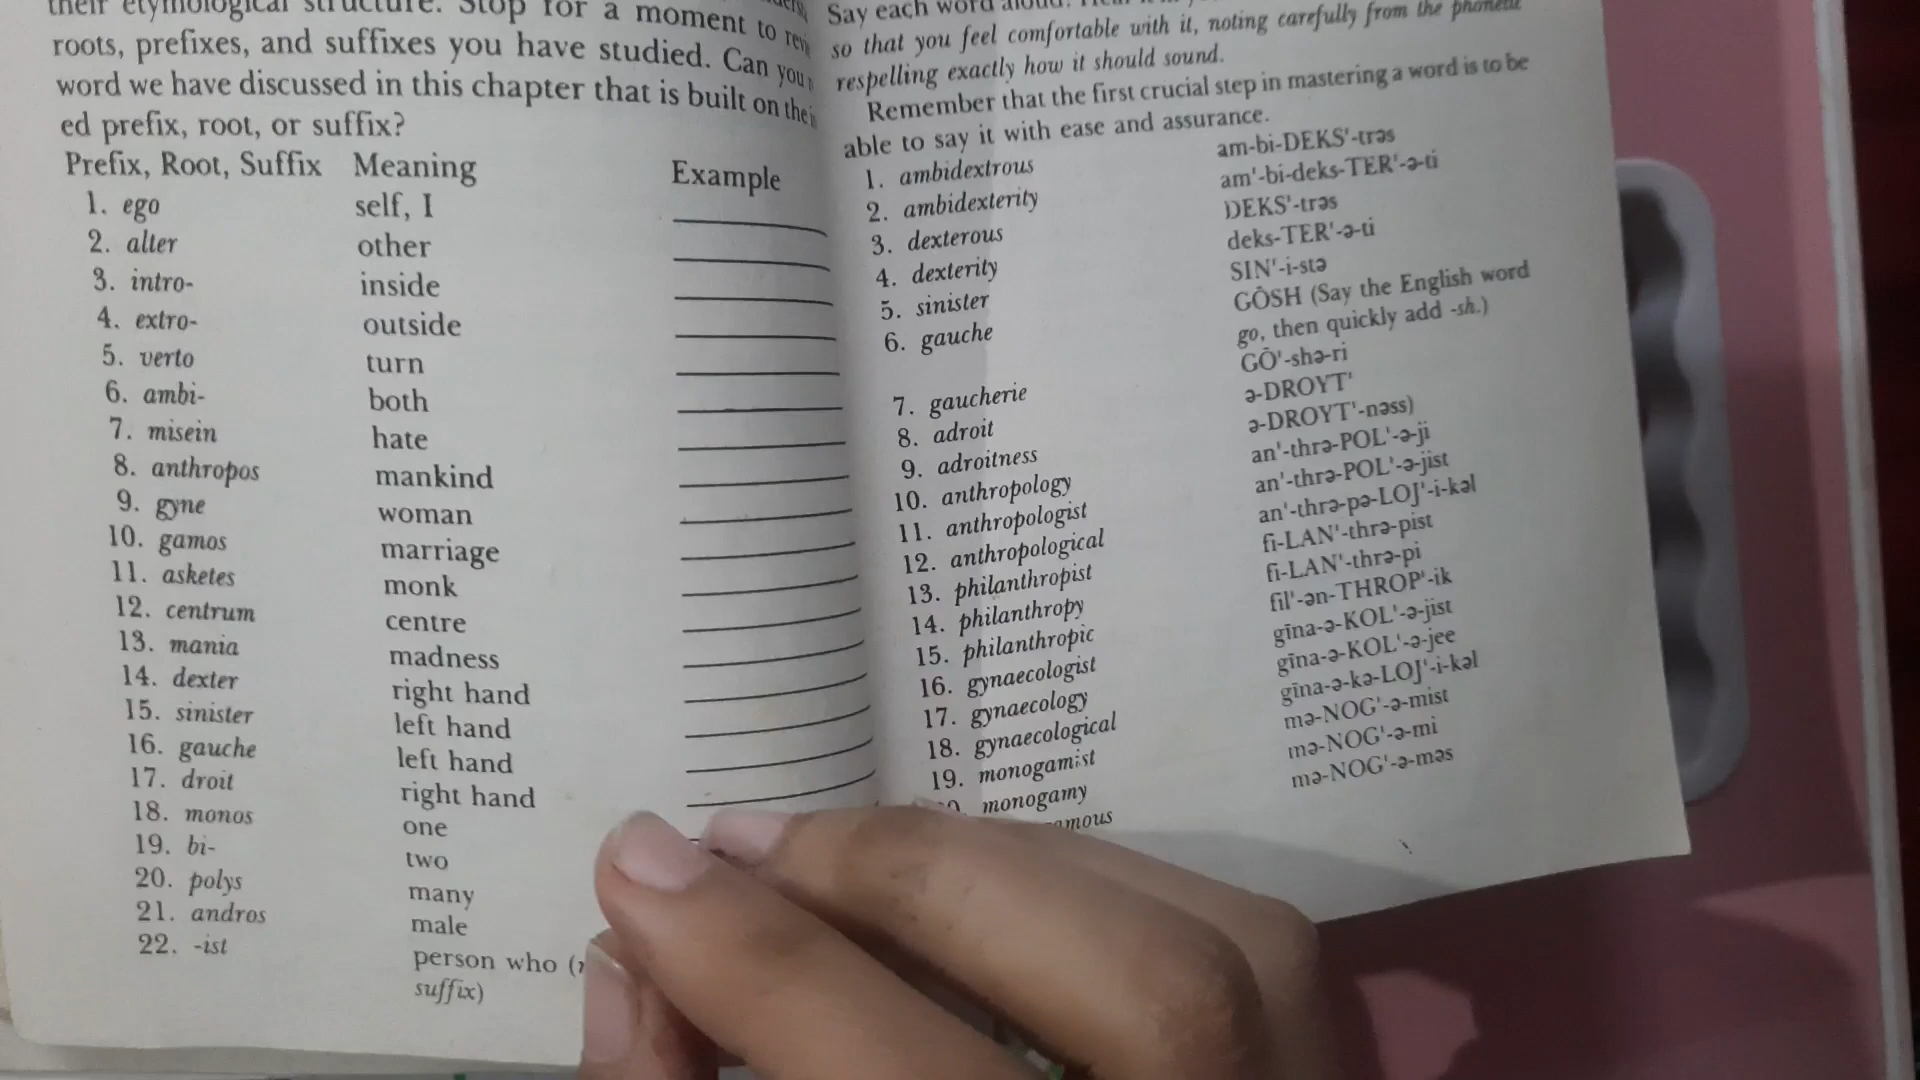 their etymological structure. Stop for a moment to
roots, prefixes, and suffixes you have studied. Can you
word we have discussed in this chapter that is built on the
ed prefix, root, or suffix?
Prefix, Root, Suffix Meaning Example
1. ego self, I
2. alter other
3. intro- inside
4. extro- outside
5. verto turn
6. ambi- both
7. misein hate
8. anthropos mankind
9. gyne woman
10. gamos marriage
11. asketes monk
12. centrum centre
13. mania madness
14. dexter right hand
15. sinister left hand
16. gauche left hand
17. droit right hand
18. monos one
19. bi- two
20. polys many
21. andros male
22. -ist person who (
suffix)
Say each word aloud.
so that you feel comfortable with it, noting carefully from the phonetic
respelling exactly how it should sound.
Remember that the first crucial step in mastering a word is to be
able to say it with ease and assurance.
1. ambidextrous am-bi-DEKS'-trəs
2. ambidexterity am'-bi-deks-TER'-ə-ti
3. dexterous DEKS'-trəs
4. dexterity deks-TER'-ə-ti
5. sinister SIN'-i-stə
6. gauche GŌSH (Say the English word
go, then quickly add -sh.)
7. gaucherie GŌ'-shə-ri
8. adroit ə-DROYT'
9. adroitness ə-DROYT'-nəss)
10. anthropology an'-thrə-POL'-ə-ji
11. anthropologist an'-thrə-POL'-ə-jist
12. anthropological an'-thrə-pə-LOJ'-i-kəl
13. philanthropist fi-LAN'-thrə-pist
14. philanthropy fi-LAN'-thrə-pi
15. philanthropic fil'-ən-THROP'-ik
16. gynaecologist gīna-ə-KOL'-ə-jist
17. gynaecology gīna-ə-KOL'-ə-jee
18. gynaecological gīna-ə-kə-LOJ'-i-kəl
19. monogamist mə-NOG'-ə-mist
monogamy mə-NOG'-ə-mi
amous mə-NOG'-ə-məs